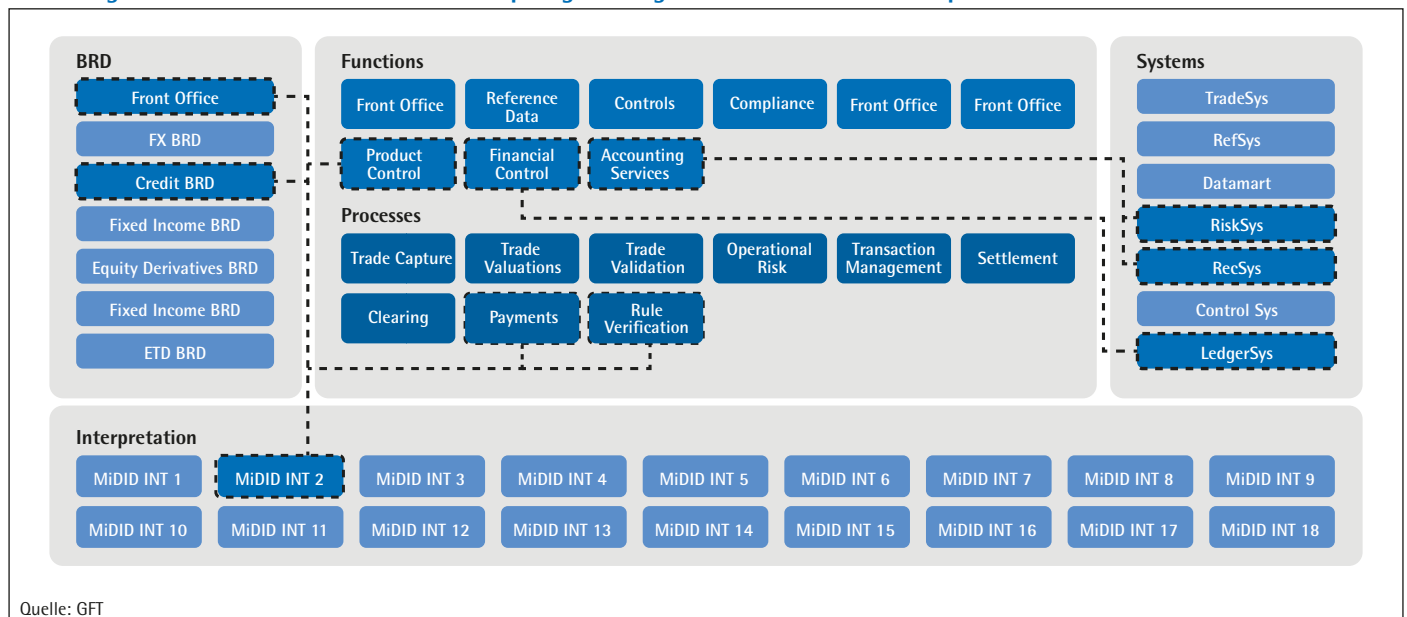 BRD
Front Office
FX BRD
Credit BRD
Fixed Income BRD
Equity Derivatives BRD
Fixed Income BRD
ETD BRD
Functions
Front Office
Reference
Data
Controls
Compliance
Front Office
Front Office
Product
Control
Financial
Control
Accounting
Services
Processes
Trade Capture
Trade
Valuations
Trade
Validation
Operational
Risk
Transaction
Management
Settlement
Clearing
Payments
Rule
Verification
Systems
TradeSys
RefSys
Datamart
RiskSys
RecSys
Control Sys
LedgerSys
Interpretation
MiDID INT 1
MiDID INT 2
MiDID INT 3
MiDID INT 4
MiDID INT 5
MiDID INT 6
MiDID INT 7
MiDID INT 8
MiDID INT 9
MiDID INT 10
MiDID INT 11
MiDID INT 12
MiDID INT 13
MiDID INT 14
MiDID INT 15
MiDID INT 16
MiDID INT 17
MiDID INT 18
Quelle: GFT